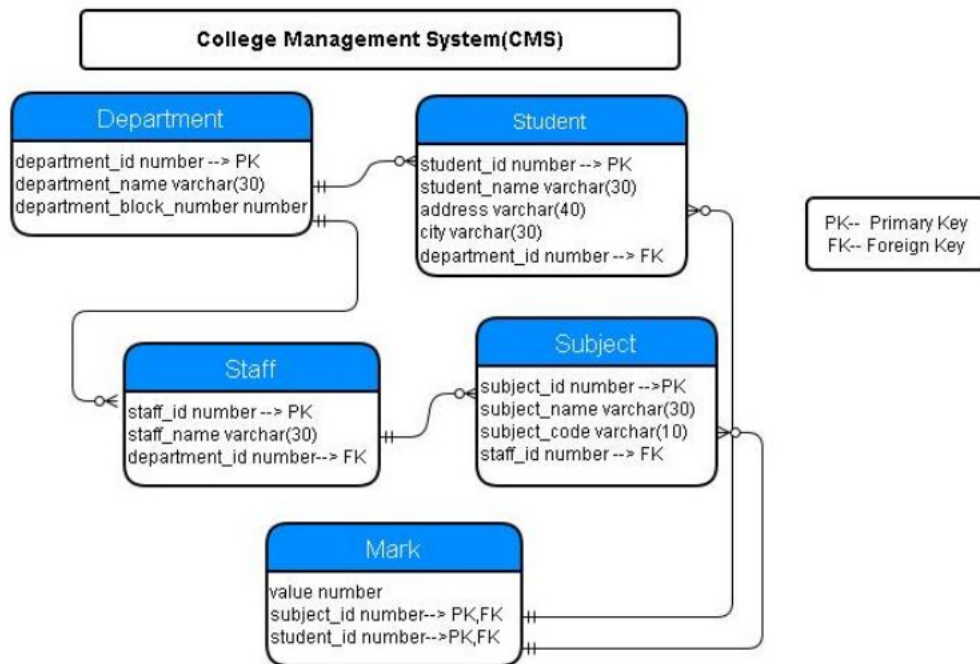 College Management System(CMS)
Department
department_id number --> PK
department_name varchar(30)
department_block_number number
Student
student_id number --> PK
student_name varchar(30)
address varchar(40)
city varchar(30)
department_id number --> FK
PK-- Primary Key
FK-- Foreign Key
Staff
staff_id number --> PK
staff_name varchar(30)
department_id number--> FK
Subject
subject_id number -->PK
subject_name varchar(30)
subject_code varchar(10)
staff_id number --> FK
Mark
value number
subject_id number--> PK,FK
student_id number-->PK,FK